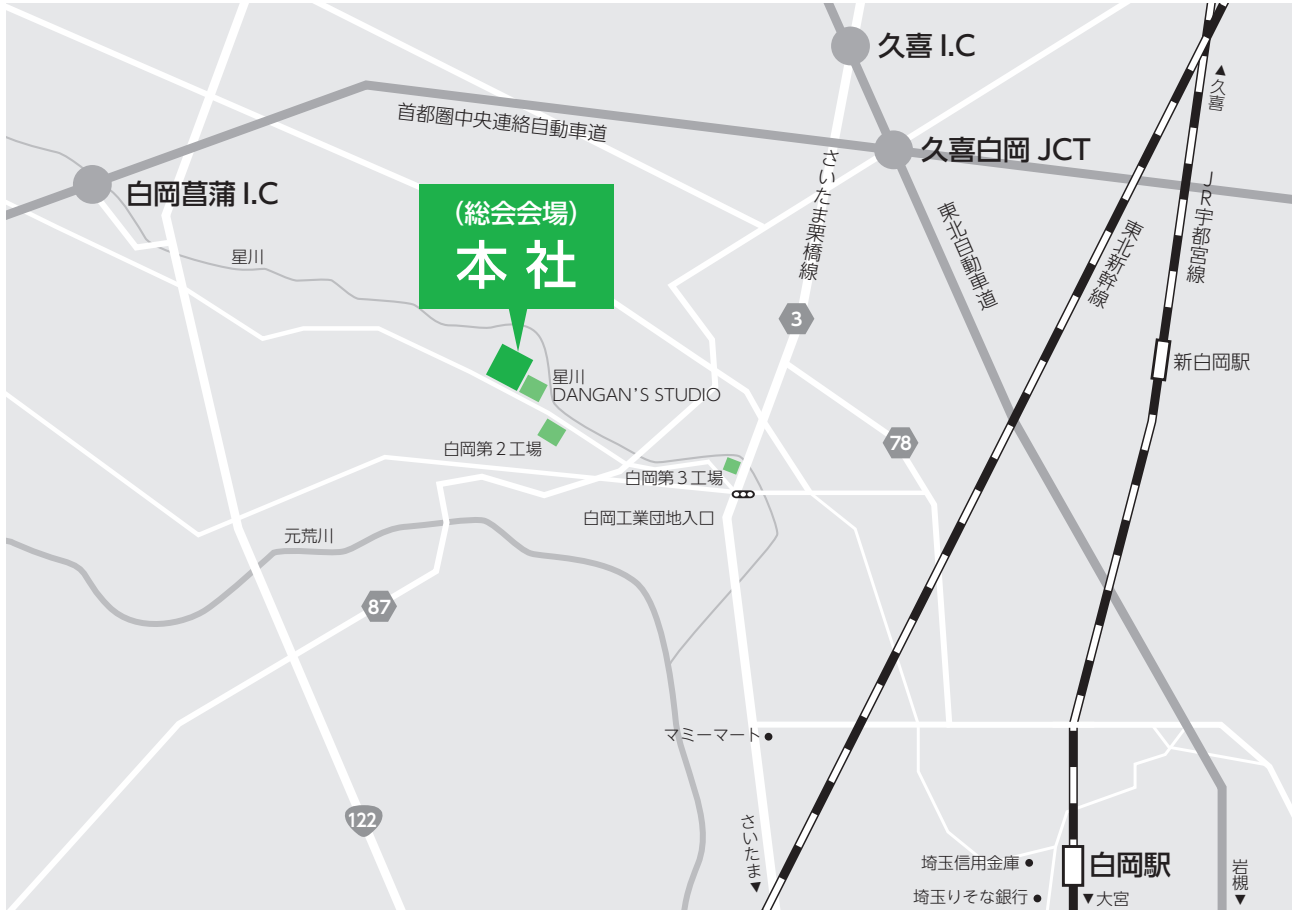 久喜 I.C
▲久喜
首都圏中央連絡自動車道
久喜白岡 JCT
さいたま栗橋線
白岡菖蒲 I.C
JR宇都宮線
(総会会場)
本 社
東北自動車道
東北新幹線
星川
3
新白岡駅
星川
DANGAN'S STUDIO
78
白岡第2工場
白岡第3工場
白岡工業団地入口
元荒川
87
マミーマート
122
さいたま▼
埼玉信用金庫
白岡駅
岩槻▼
埼玉りそな銀行
▼大宮